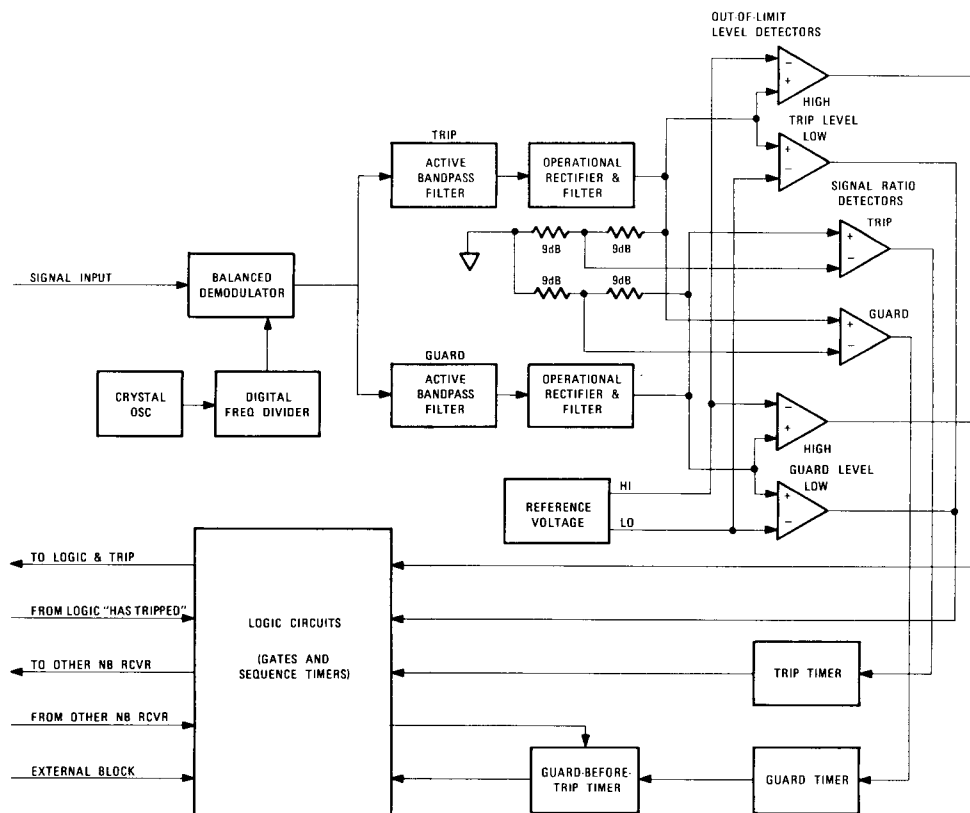 OUT-OF-LIMIT
LEVEL DETECTORS
−
+
HIGH
TRIP LEVEL
LOW
+
−
TRIP
ACTIVE
BANDPASS
FILTER
OPERATIONAL
RECTIFIER &
FILTER
SIGNAL RATIO
DETECTORS
TRIP
+
−
9dB
9dB
9dB
9dB
SIGNAL INPUT
BALANCED
DEMODULATOR
GUARD
+
−
GUARD
ACTIVE
BANDPASS
FILTER
OPERATIONAL
RECTIFIER &
FILTER
CRYSTAL
OSC
DIGITAL
FREQ DIVIDER
−
+
HIGH
GUARD LEVEL
LOW
+
−
REFERENCE
VOLTAGE
HI
LO
TO LOGIC & TRIP
FROM LOGIC "HAS TRIPPED"
TO OTHER NB RCVR
FROM OTHER NB RCVR
EXTERNAL BLOCK
LOGIC CIRCUITS
(GATES AND
SEQUENCE TIMERS)
TRIP TIMER
GUARD-BEFORE-
TRIP TIMER
GUARD TIMER